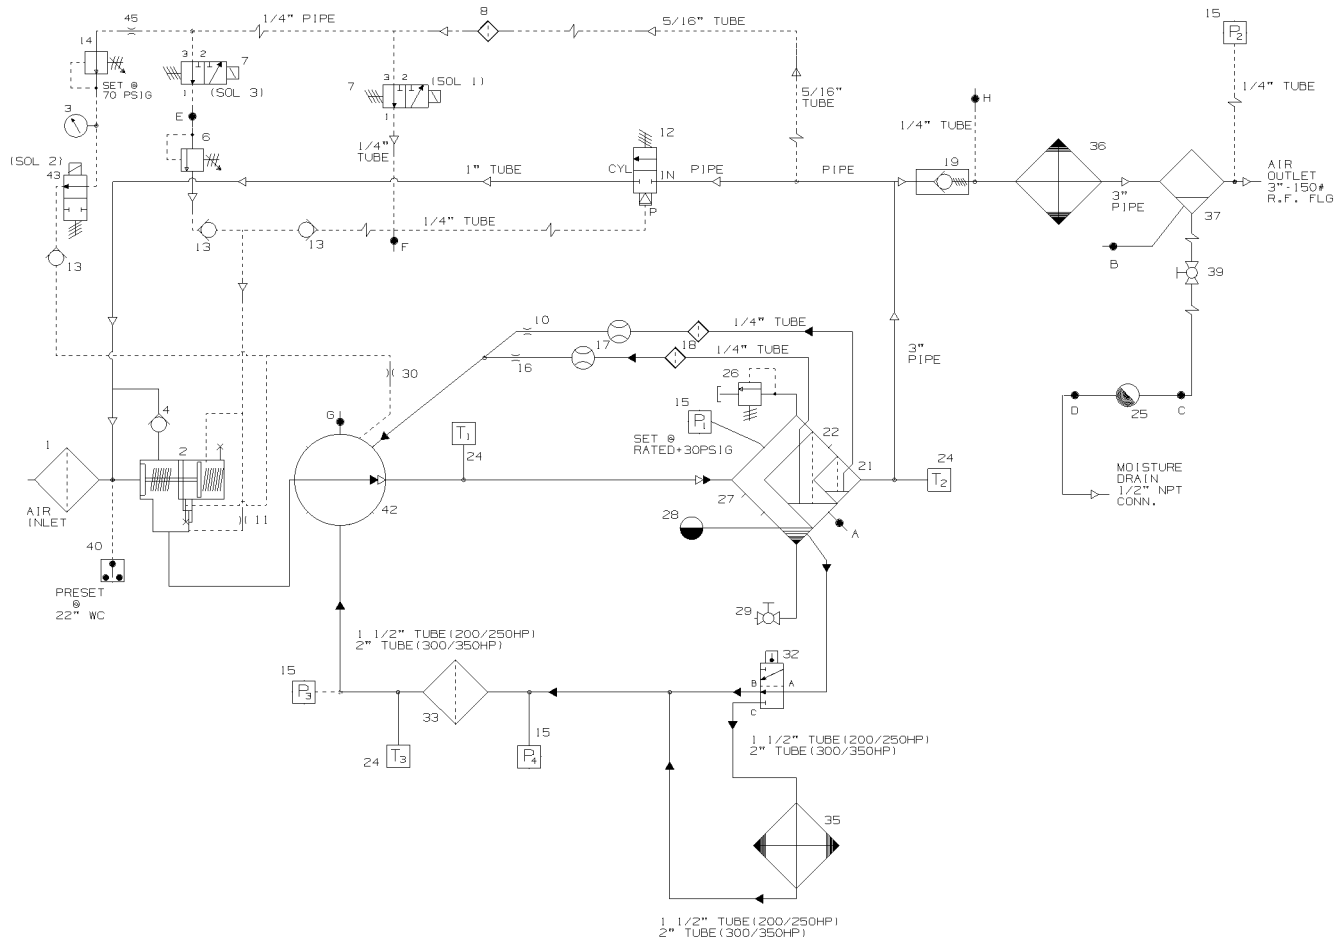 45
1/4" PIPE
8
5/16" TUBE
15
P2
14
3 2
7
(SOL 3)
1
SET @
70 PSIG
3 2
(SOL 1)
7
1
1/4" TUBE
5/16"
TUBE
H
3
E
6
1/4"
TUBE
12
1/4" TUBE
(SOL 2)
43
CYL
IN
P
1" TUBE
PIPE
PIPE
19
36
3"
PIPE
AIR
OUTLET
3"-150#
R.F. FLG
37
13
13
13
1/4" TUBE
F
B
39
10
17
18
1/4" TUBE
16
1/4" TUBE
3"
PIPE
30
26
4
G
15
P1
SET @
RATED+30PSIG
D
25
C
1
2
T1
24
22
21
24
T2
MOISTURE
DRAIN
1/2" NPT
CONN.
AIR
INLET
11
42
27
28
A
40
PRESET
@
22" WC
29
1 1/2" TUBE(200/250HP)
2" TUBE(300/350HP)
32
B A
C
15
P3
33
15
24
T3
P4
1 1/2" TUBE(200/250HP)
2" TUBE(300/350HP)
35
1 1/2" TUBE(200/250HP)
2" TUBE(300/350HP)